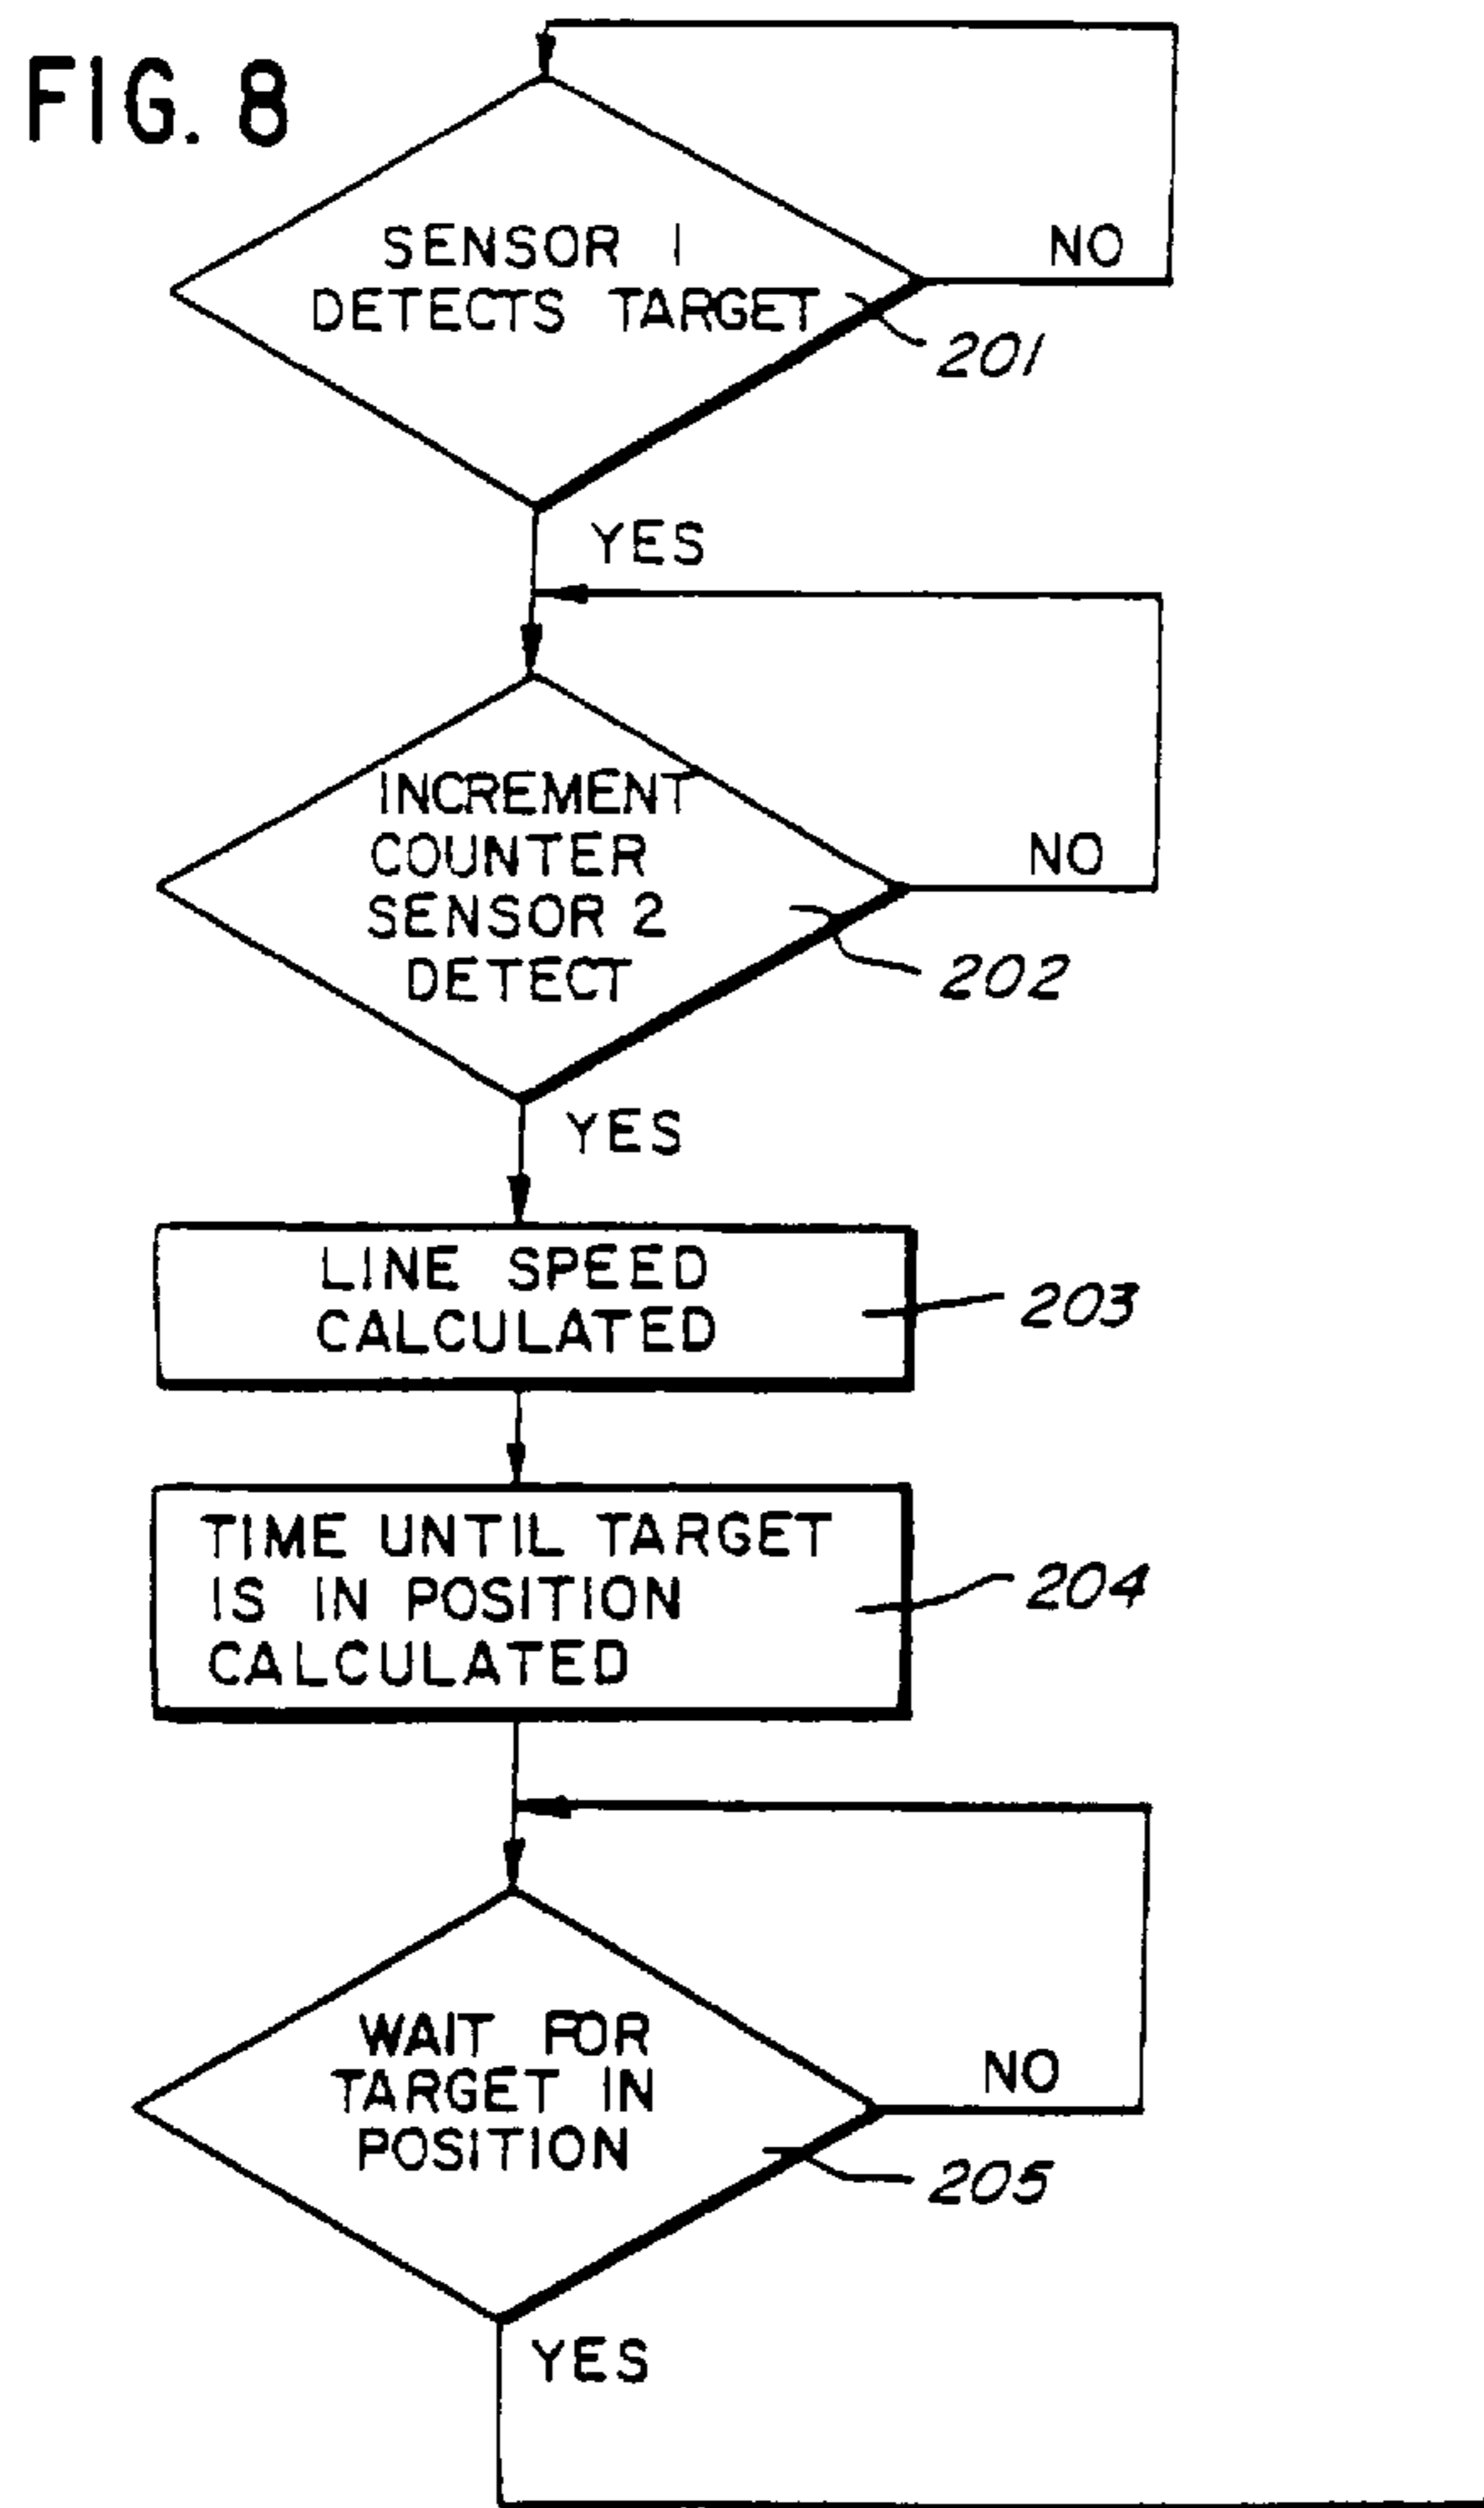 FIG. 8
SENSOR 1
DETECTS TARGET
NO
201
YES
INCREMENT
COUNTER
SENSOR 2
DETECT
NO
202
YES
LINE SPEED
CALCULATED
203
TIME UNTIL TARGET
IS IN POSITION
CALCULATED
204
WAIT FOR
TARGET IN
POSITION
NO
205
YES